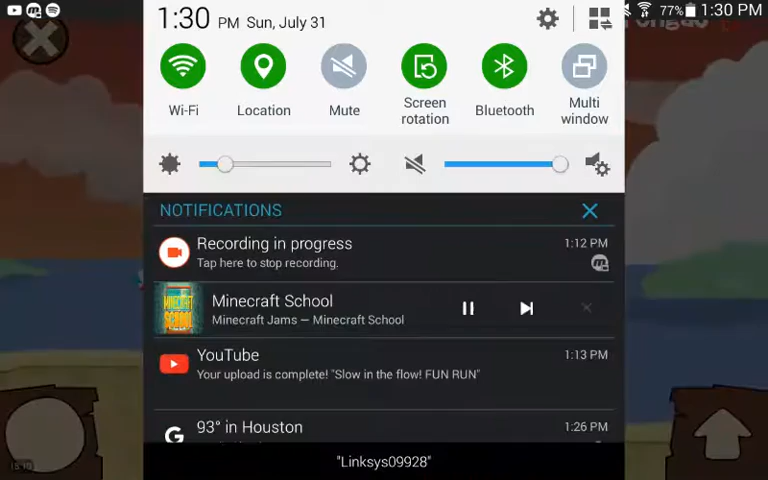 77% 1:30 PM
1:30 PM Sun, July 31
Wi-Fi
Location
Mute
Screen
rotation
Bluetooth
Multi
window
NOTIFICATIONS
Recording in progress
1:12 PM
Tap here to stop recording.
Minecraft School
Minecraft Jams — Minecraft School
MINECRAFT
SCHOOL
YouTube
1:13 PM
Your upload is complete! "Slow in the flow! FUN RUN"
93° in Houston
1:26 PM
"Linksys09928"